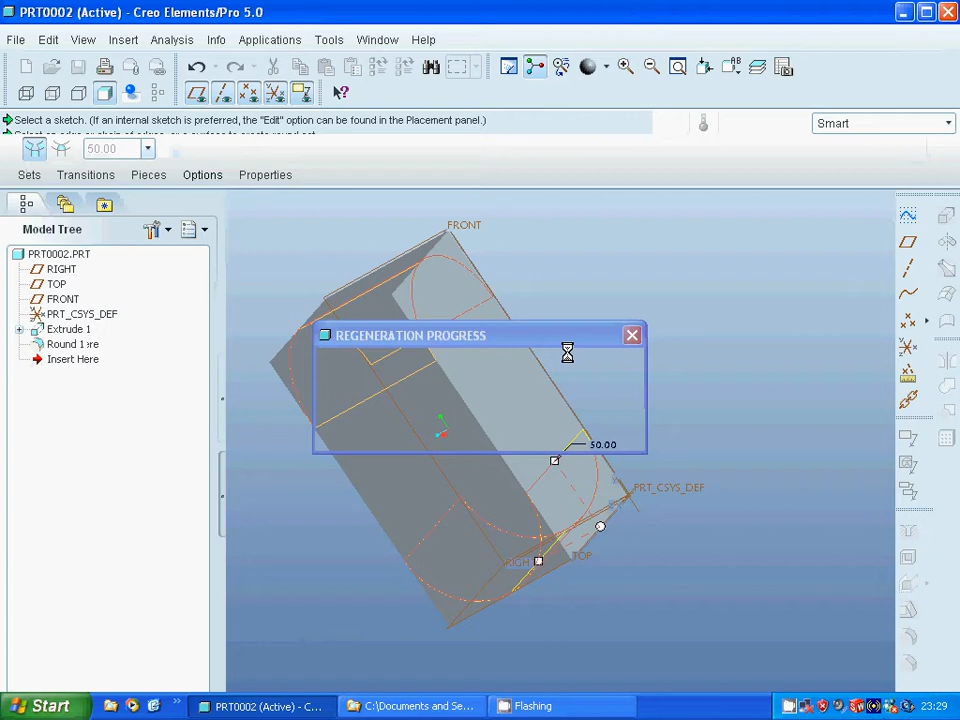 PRT0002 (Active) - Creo Elements/Pro 5.0
File Edit View Insert Analysis Info Applications Tools Window Help
Select a sketch. (If an internal sketch is preferred, the "Edit" option can be found in the Placement panel.)
Smart
50.00
Sets Transitions Pieces Options Properties
Model Tree
PRT0002.PRT
RIGHT
TOP
FRONT
PRT_CSYS_DEF
Extrude 1
Round 1
Insert Here
FRONT
REGENERATION PROGRESS
50.00
PRT_CSYS_DEF
TOP
RIGH
Start
PRT0002 (Active) - C...
C:\Documents and Se...
Flashing
23:29